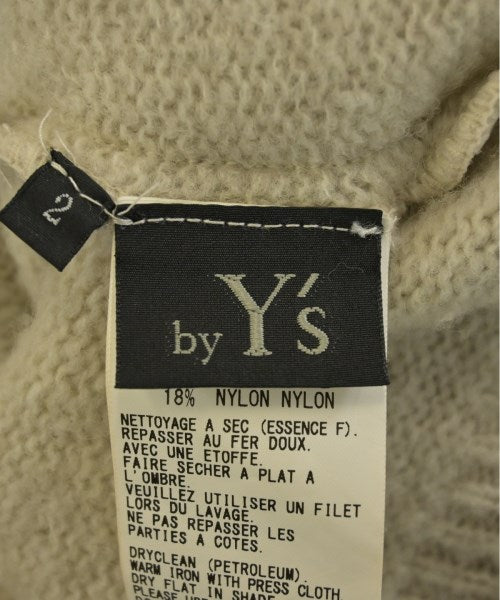 2
by Y's
18% NYLON NYLON
NETTOYAGE A SEC (ESSENCE F).
REPASSER AU FER DOUX.
AVEC UNE ETOFFE.
FAIRE SECHER A PLAT A
L'OMBRE.
VEUILLEZ UTILISER UN FILET
LORS DU LAVAGE.
NE PAS REPASSER LES
PARTIES A COTES.
DRYCLEAN (PETROLEUM).
WARM IRON WITH PRESS CLOTH
DRY FLAT IN SHADE
PLEASE